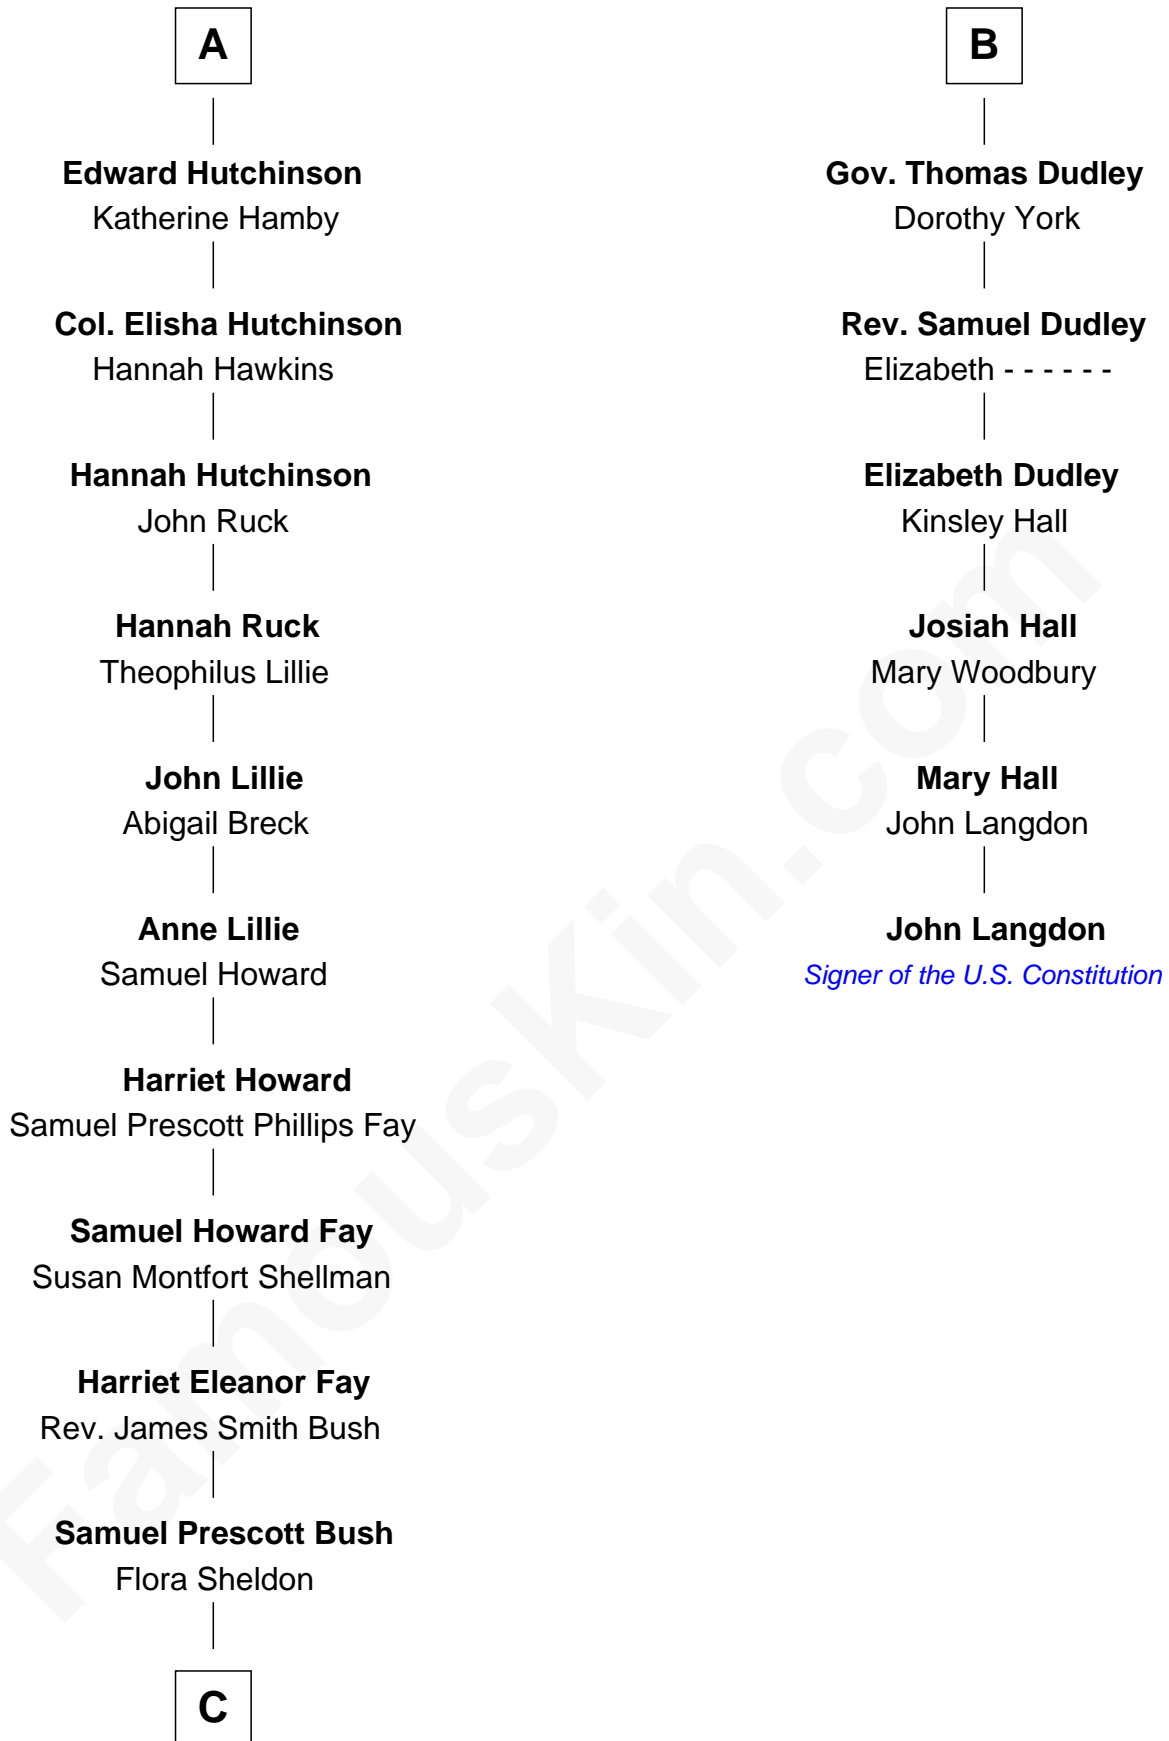 A
Edward Hutchinson
Katherine Hamby
Col. Elisha Hutchinson
Hannah Hawkins
Hannah Hutchinson
John Ruck
Hannah Ruck
Theophilus Lillie
John Lillie
Abigail Breck
Anne Lillie
Samuel Howard
Harriet Howard
Samuel Prescott Phillips Fay
Samuel Howard Fay
Susan Montfort Shellman
Harriet Eleanor Fay
Rev. James Smith Bush
Samuel Prescott Bush
Flora Sheldon
C
B
Gov. Thomas Dudley
Dorothy York
Rev. Samuel Dudley
Elizabeth - - - - - -
Elizabeth Dudley
Kinsley Hall
Josiah Hall
Mary Woodbury
Mary Hall
John Langdon
John Langdon
Signer of the U.S. Constitution
FamousKin.com